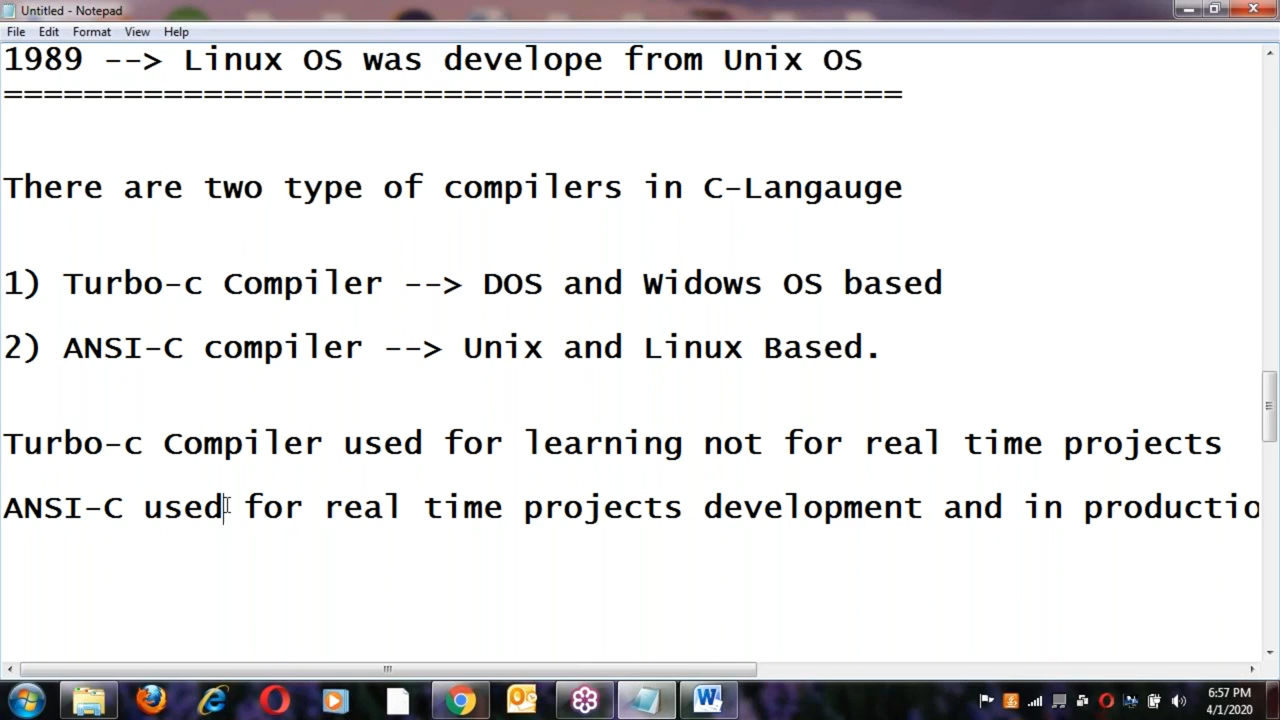 Untitled - Notepad
File Edit Format View Help
1989 --> Linux OS was develope from Unix OS
=============================================
There are two type of compilers in C-Langauge
1) Turbo-c Compiler --> DOS and Widows OS based
2) ANSI-C compiler --> Unix and Linux Based.
Turbo-c Compiler used for learning not for real time projects
ANSI-C used for real time projects development and in productio
6:57 PM
4/1/2020